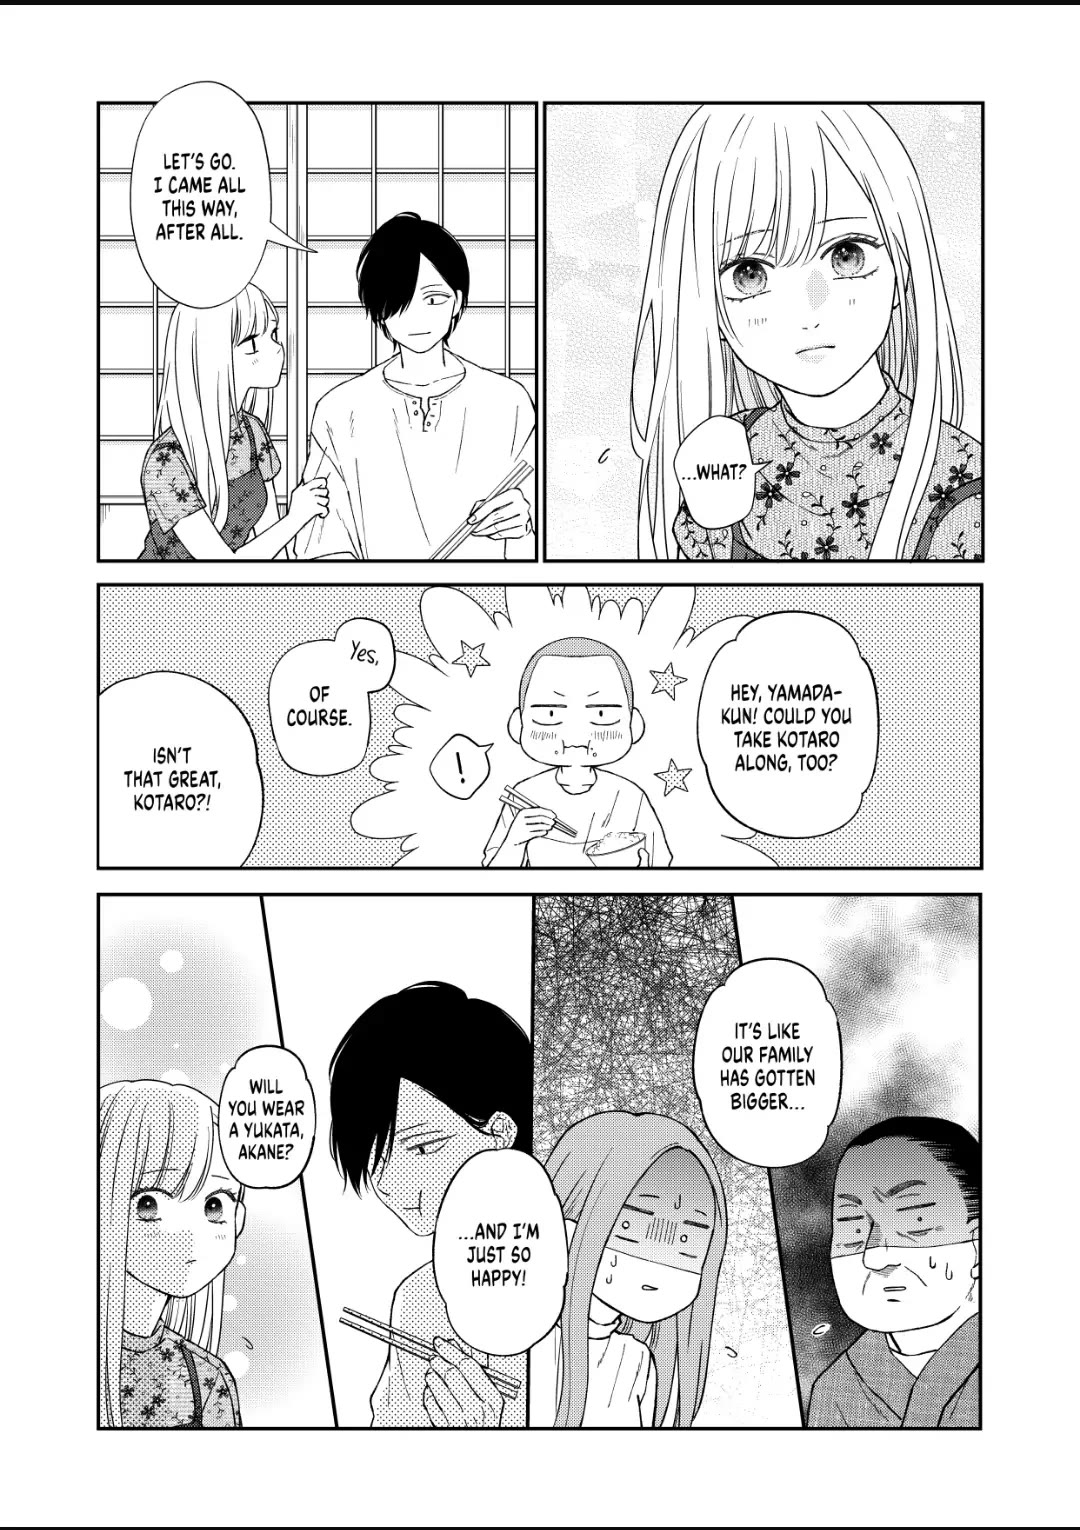 ...WHAT?
LET'S GO.
I CAME ALL
THIS WAY,
AFTER ALL.
HEY, YAMADA-
KUN! COULD YOU
TAKE KOTARO
ALONG, TOO?
!
Yes,
OF
COURSE.
ISN'T
THAT GREAT,
KOTARO?!
IT'S LIKE
OUR FAMILY
HAS GOTTEN
BIGGER...
...AND I'M
JUST SO
HAPPY!
WILL
YOU WEAR
A YUKATA,
AKANE?